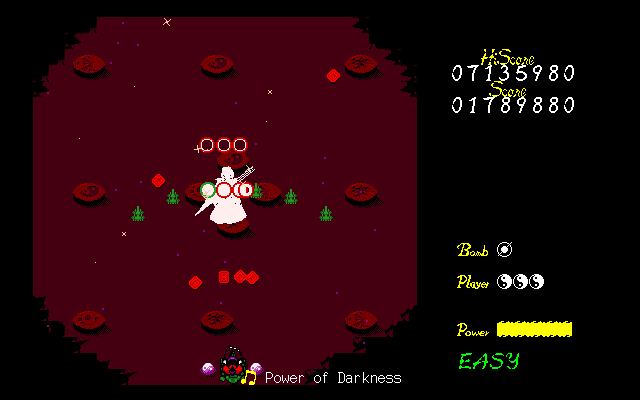 HiScore
07135980
Score
01789880
Bomb
Player
Power
EASY
Power of Darkness